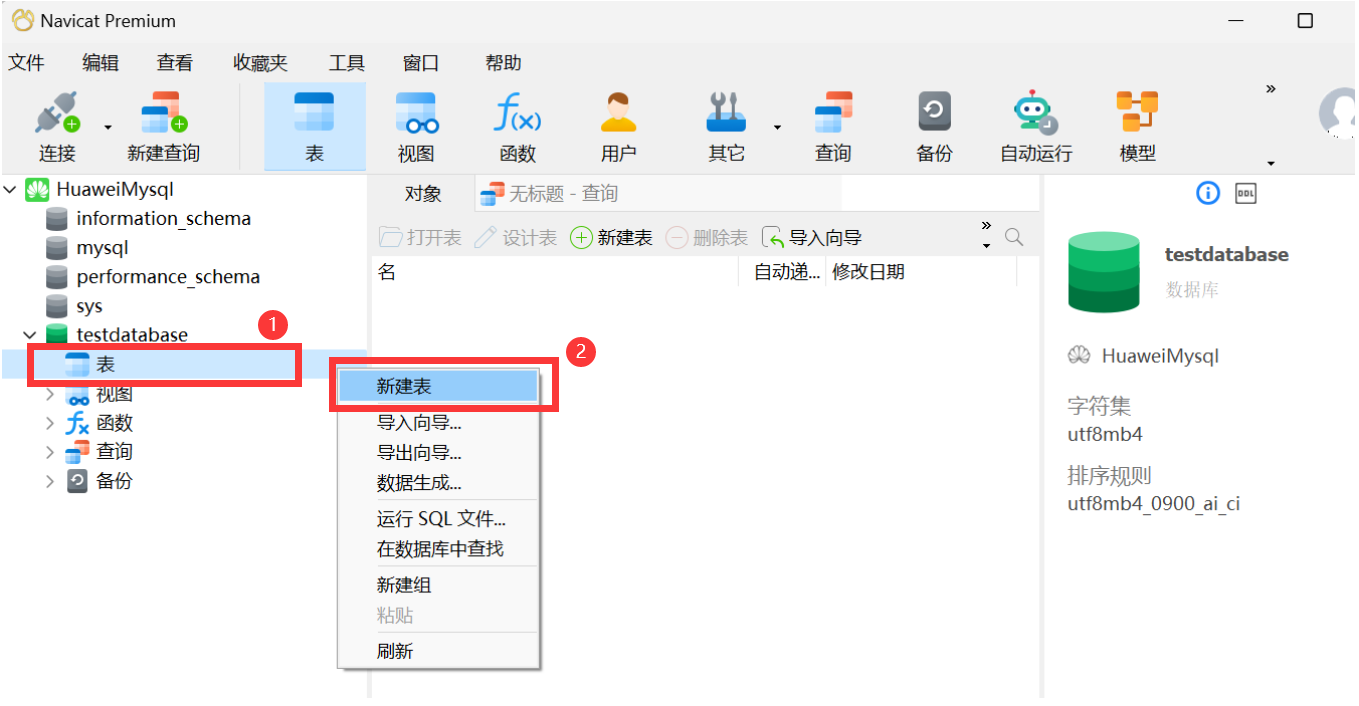 Navicat Premium
文件 编辑 查看 收藏夹 工具 窗口 帮助
连接 新建查询 表 视图 函数 用户 其它 查询 备份 自动运行 模型
HuaweiMysql
information_schema
mysql
performance_schema
sys
testdatabase
1
表
视图
函数
查询
备份
对象 无标题 - 查询
打开表 设计表 新建表 删除表 导入向导
名 自动递... 修改日期
2
新建表
导入向导...
导出向导...
数据生成...
运行 SQL 文件...
在数据库中查找
新建组
粘贴
刷新
DDL
testdatabase
数据库
HuaweiMysql
字符集
utf8mb4
排序规则
utf8mb4_0900_ai_ci